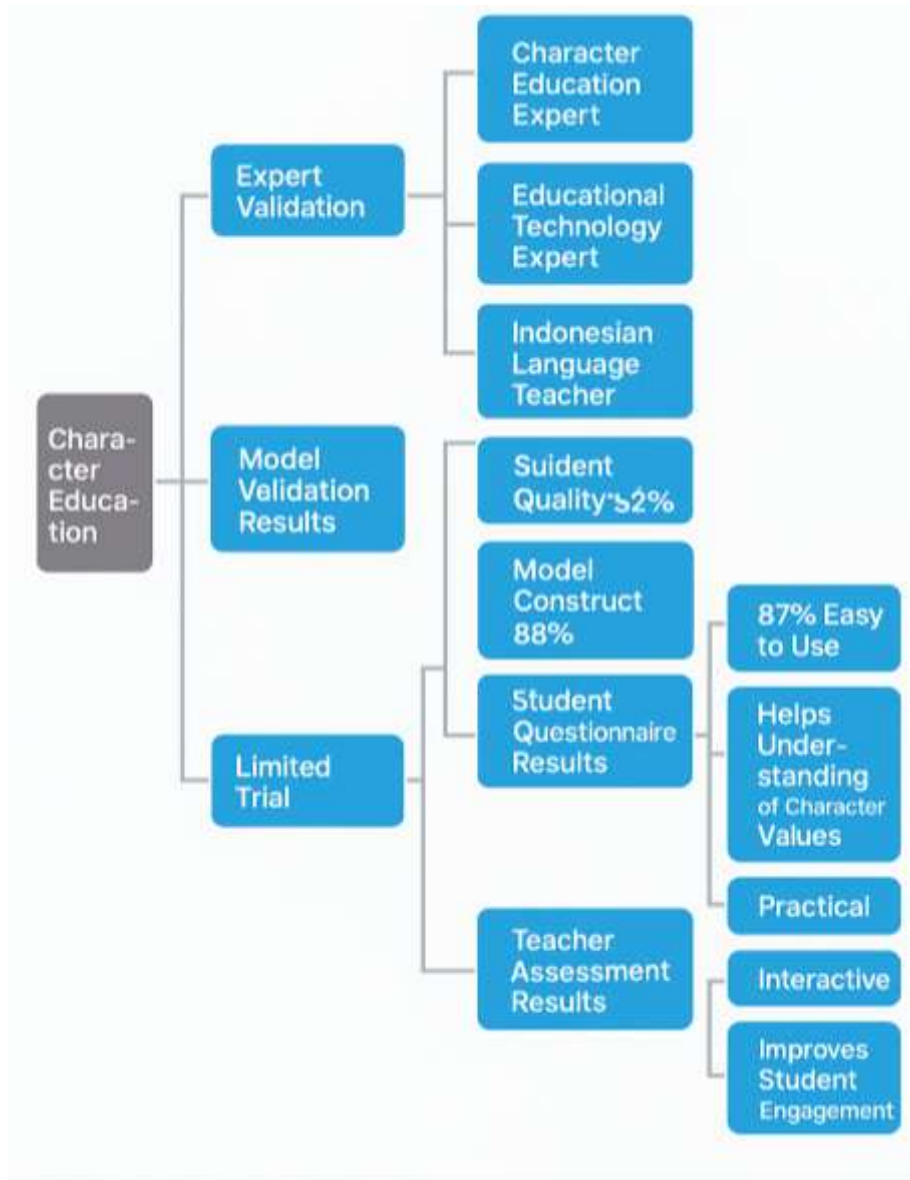 Character
Education
Expert
Expert
Validation
Educational
Technology
Expert
Indonesian
Language
Teacher
Chara-
cter
Educa-
tion
Model
Validation
Results
Suident
Quality
Model
Construct
88%
87% Easy
to Use
Student
Questionnaire
Results
Helps
Under-
standing
of Character
Values
Limited
Trial
Practical
Teacher
Assessment
Results
Interactive
Improves
Student
Engagement